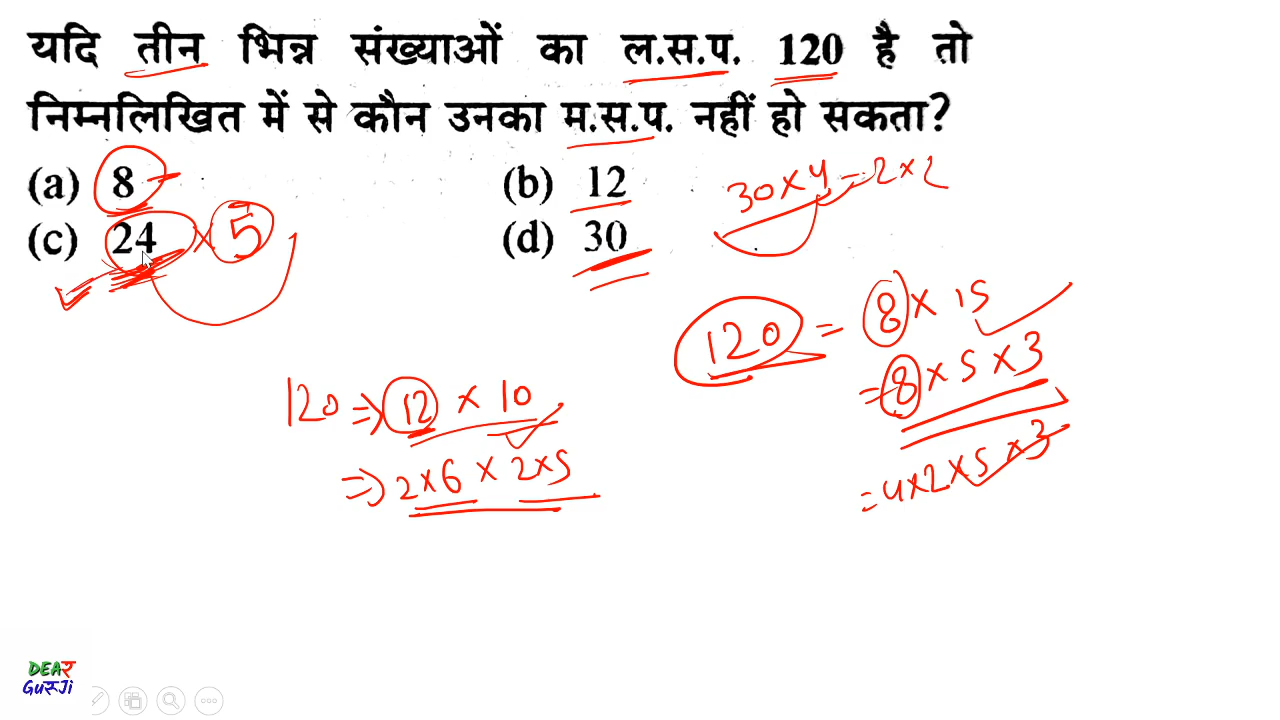 यदि तीन भिन्न संख्याओं का ल.स.प. 120 है तो
निम्नलिखित में से कौन उनका म.स.प. नहीं हो सकता?
(a) 8 (b) 12
(c) 24 × 5 (d) 30
30 × 4 = 2 × 2
120 = 8 × 15
= 8 × 5 × 3
= 4 × 2 × 5 × 3
120 ⇒ 12 × 10
⇒ 2 × 6 × 2 × 5
DEAR
GURUJI